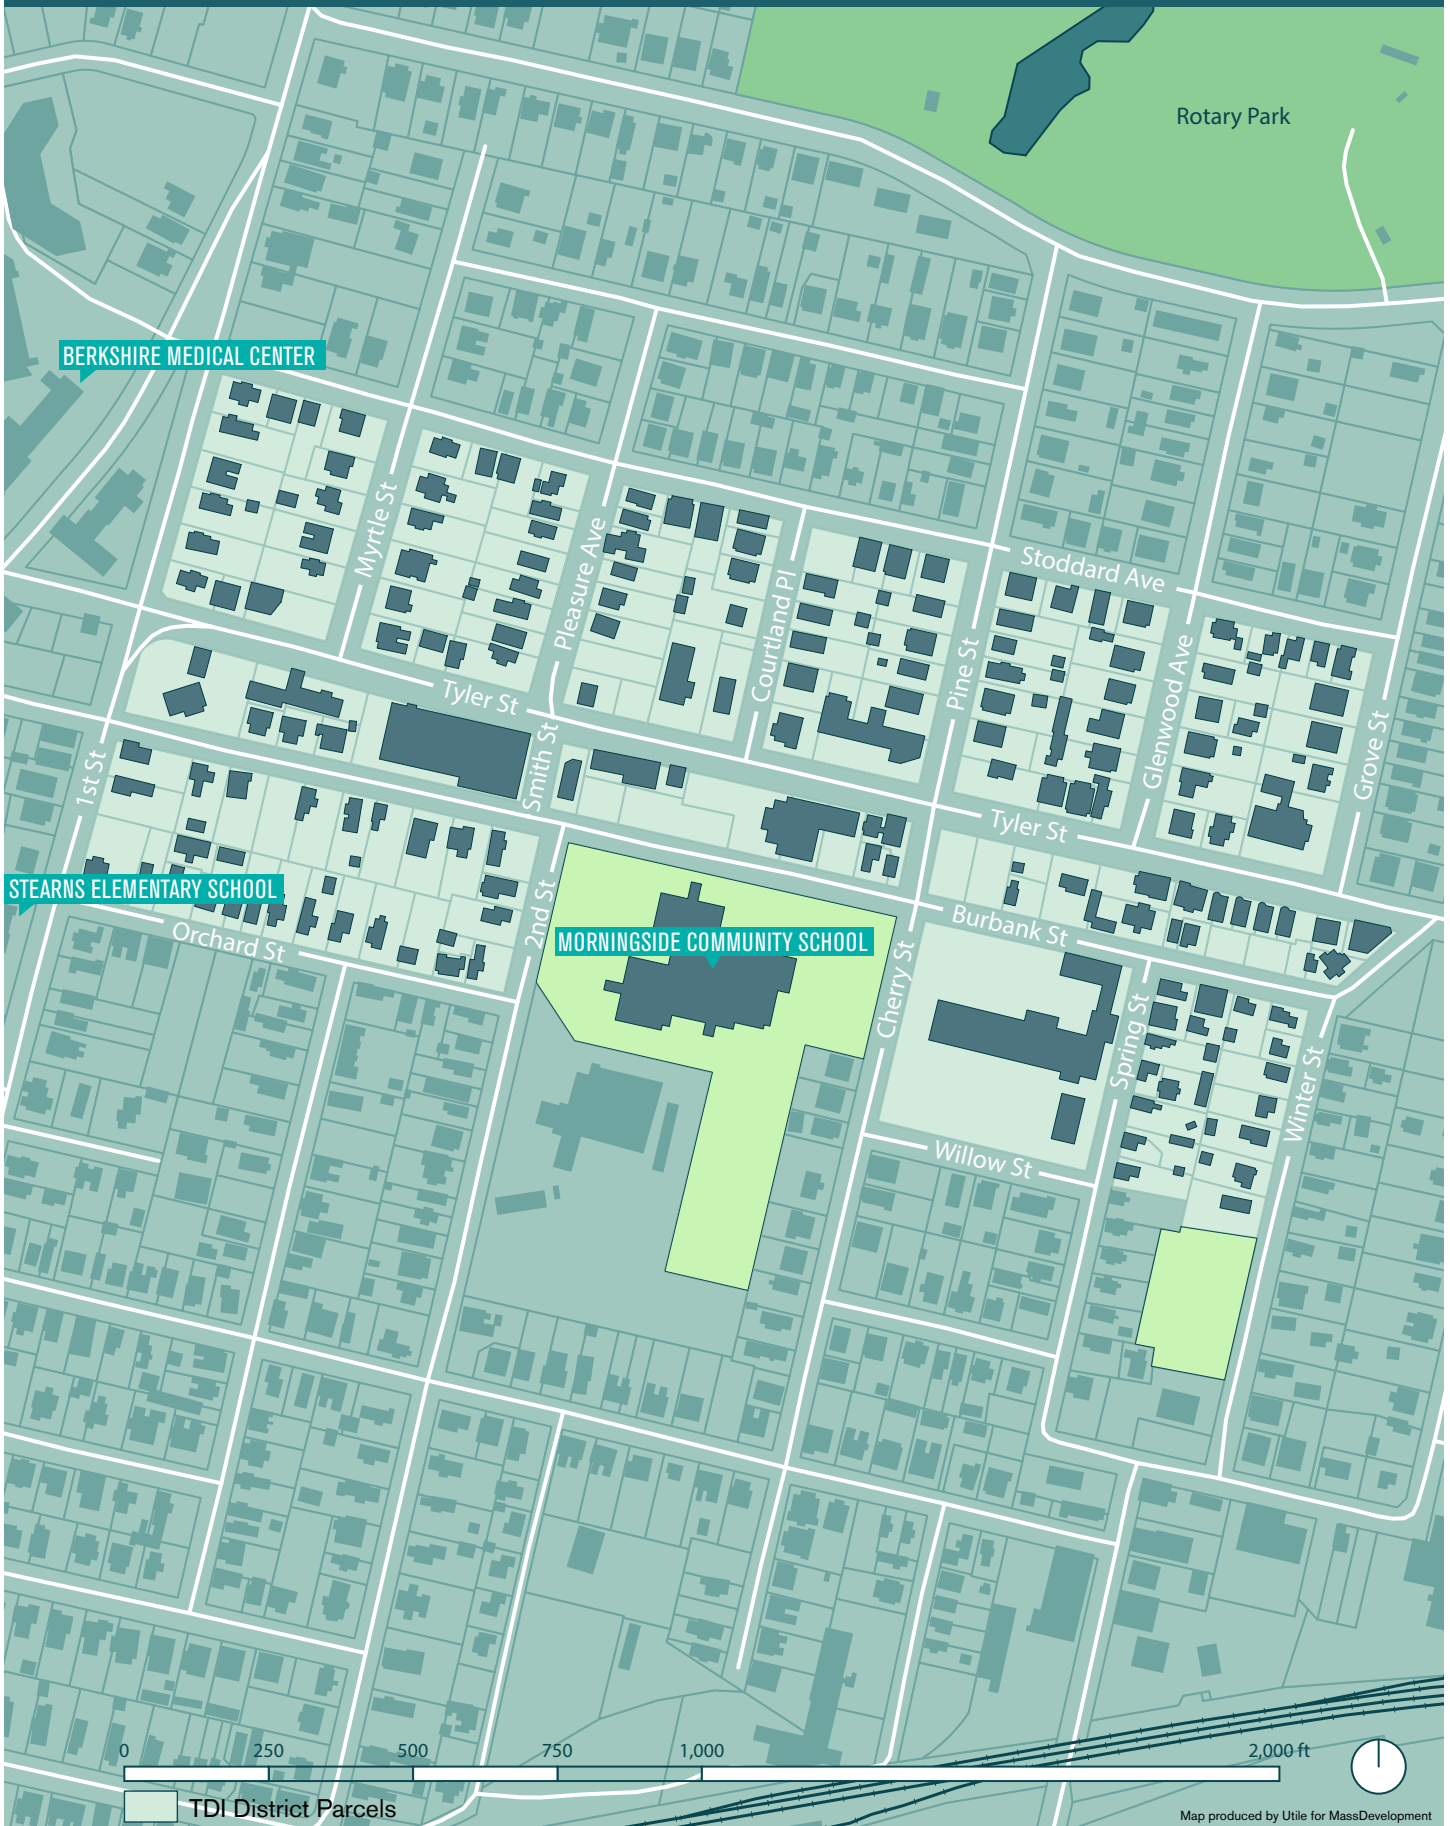 Rotary Park
BERKSHIRE MEDICAL CENTER
Myrtle St
Pleasure Ave
Stoddard Ave
Courtland Pl
Pine St
Glenwood Ave
Tyler St
Grove St
Smith St
1st St
Tyler St
STEARNS ELEMENTARY SCHOOL
2nd St
Burbank St
Orchard St
MORNINGSIDE COMMUNITY SCHOOL
Cherry St
Spring St
Winter St
Willow St
0 250 500 750 1,000 2,000 ft
TDI District Parcels
Map produced by Utile for MassDevelopment